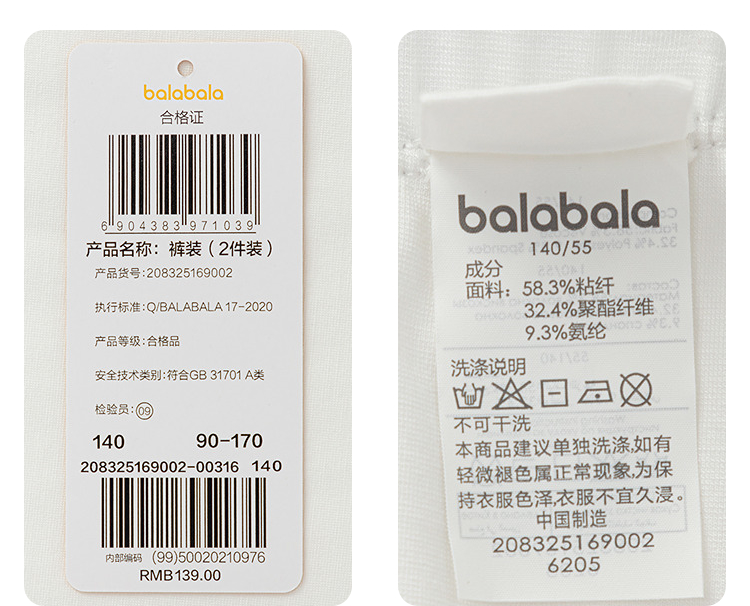 balabala
合格证
6 904383 971039
产品名称：裤装（2件装）
产品货号：208325169002
执行标准：Q/BALABALA 17-2020
产品等级：合格品
安全技术类别：符合GB 31701 A类
检验员：09
140 90-170
208325169002-00316 140
内部编码 (99)50020210976
RMB139.00
balabala
140/55
成分
面料：58.3%粘纤
32.4%聚酯纤维
9.3%氨纶
洗涤说明
不可干洗
本商品建议单独洗涤,如有
轻微褪色属正常现象,为保
持衣服色泽,衣服不宜久浸。
中国制造
208325169002
6205